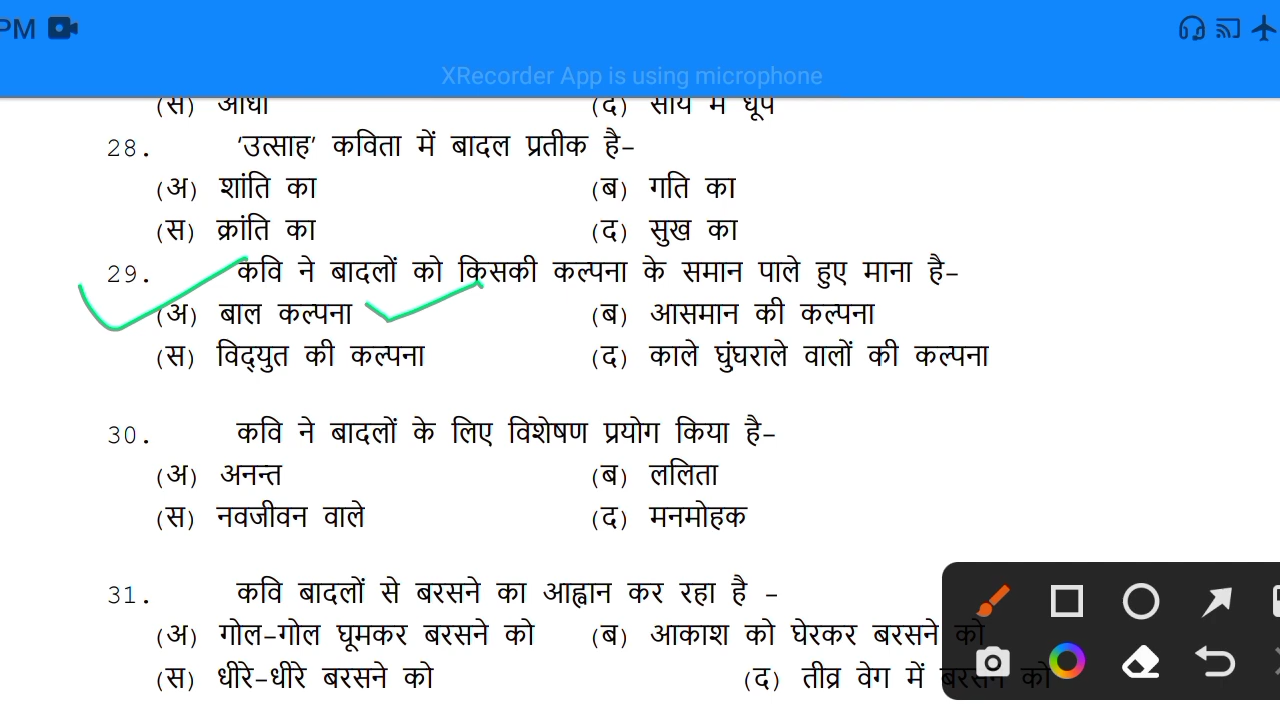 PM
XRecorder App is using microphone
(स) आंधी (द) साय में धूप
28. 'उत्साह' कविता में बादल प्रतीक है-
(अ) शांति का (ब) गति का
(स) क्रांति का (द) सुख का
29. कवि ने बादलों को किसकी कल्पना के समान पाले हुए माना है-
(अ) बाल कल्पना (ब) आसमान की कल्पना
(स) विद्युत की कल्पना (द) काले घुंघराले वालों की कल्पना
30. कवि ने बादलों के लिए विशेषण प्रयोग किया है-
(अ) अनन्त (ब) ललिता
(स) नवजीवन वाले (द) मनमोहक
31. कवि बादलों से बरसने का आह्वान कर रहा है -
(अ) गोल-गोल घूमकर बरसने को (ब) आकाश को घेरकर बरसने को
(स) धीरे-धीरे बरसने को (द) तीव्र वेग में बरसने को